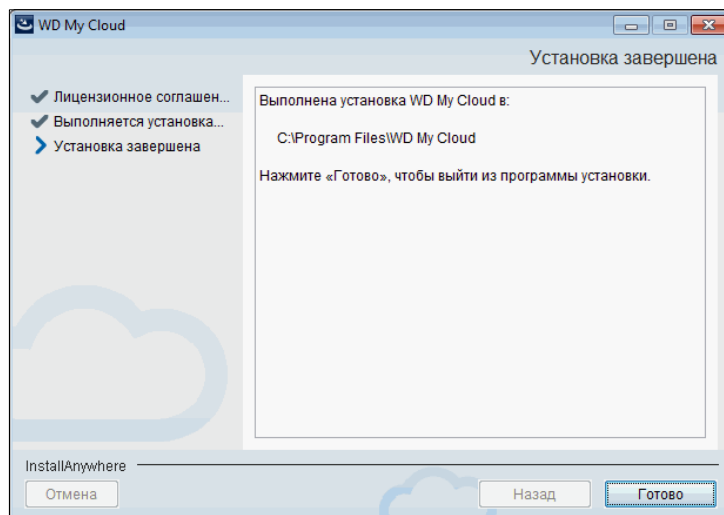 WD My Cloud
Установка завершена
Лицензионное соглашен...
Выполняется установка...
Установка завершена
Выполнена установка WD My Cloud в:
C:\Program Files\WD My Cloud
Нажмите «Готово», чтобы выйти из программы установки.
InstallAnywhere
Отмена
Назад
Готово